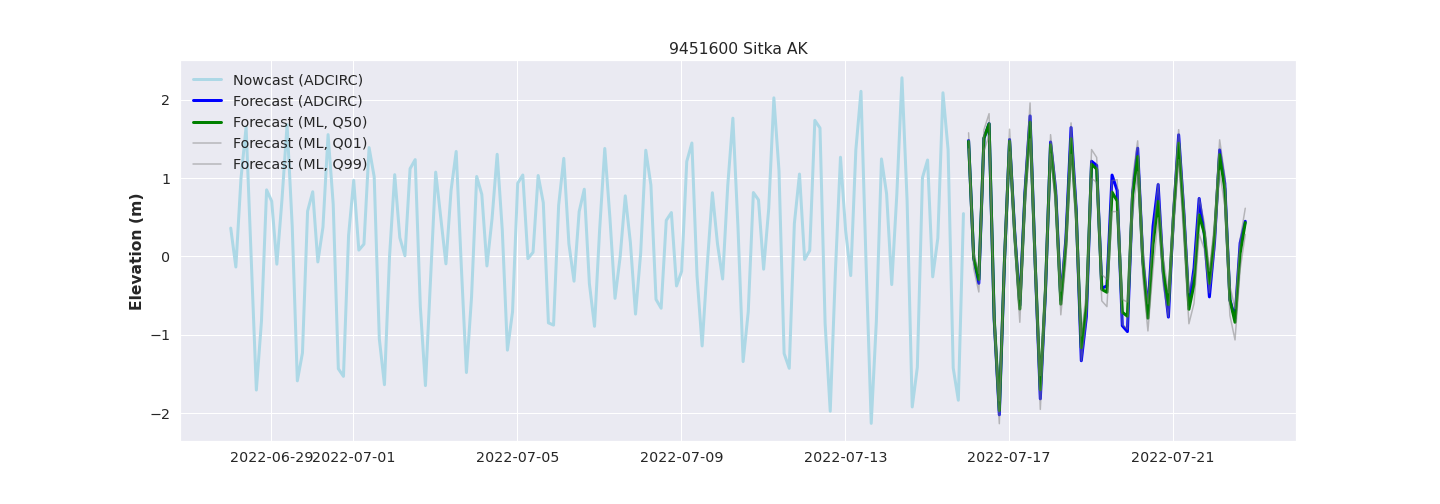 9451600 Sitka AK
Nowcast (ADCIRC)
Forecast (ADCIRC)
Forecast (ML, Q50)
Forecast (ML, Q01)
Forecast (ML, Q99)
Elevation (m)
2
1
0
−1
−2
2022-06-29
2022-07-01
2022-07-05
2022-07-09
2022-07-13
2022-07-17
2022-07-21